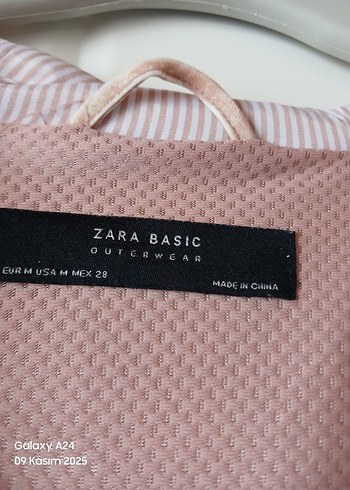 ZARA BASIC
OUTERWEAR
EUR M USA M MEX 28
MADE IN CHINA
Galaxy A24
09 Kasım 2025